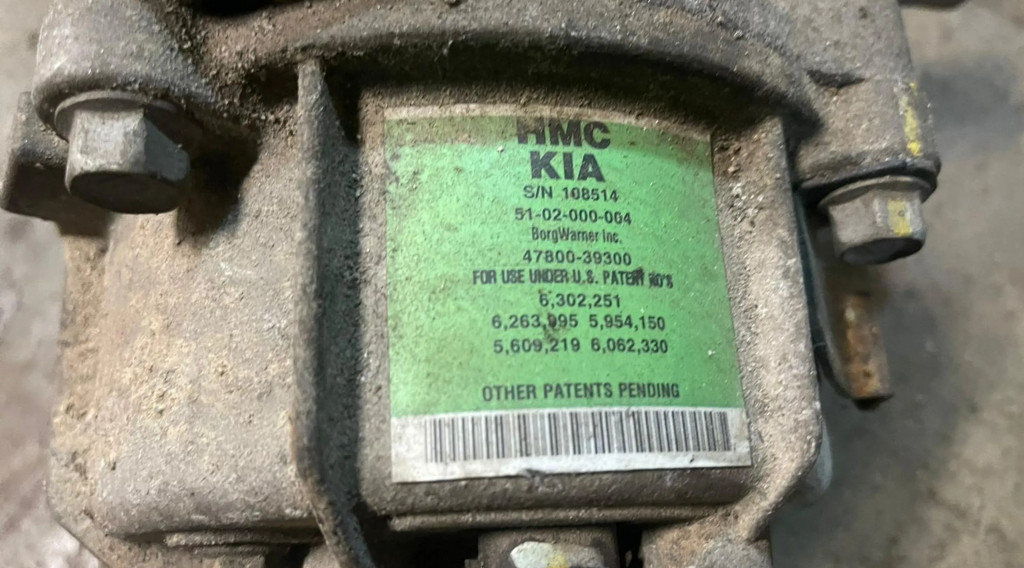 HMC
KIA
S/N 108514
51-02-000-004
BorgWarner Inc.
47800-39300
FOR USE UNDER U.S. PATENT NO'S
6,302,251
6,263,995 5,954,150
5,609,219 6,062,330
OTHER PATENTS PENDING